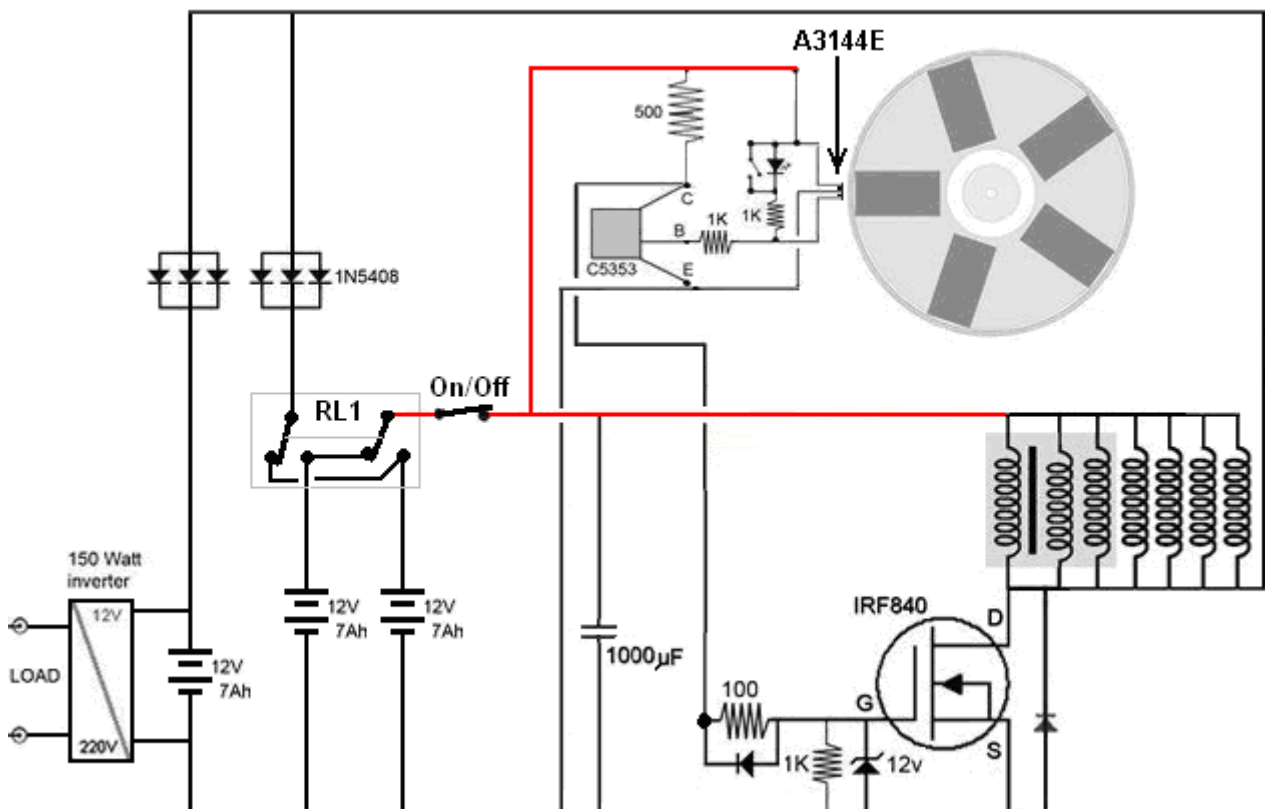 A3144E
500
C
1K
1K
B
C5353
E
1N5408
On/Off
RL1
150 Watt
inverter
12V
LOAD
220V
12V
7Ah
12V
7Ah
12V
7Ah
1000µF
IRF840
D
100
G
S
1K
12v